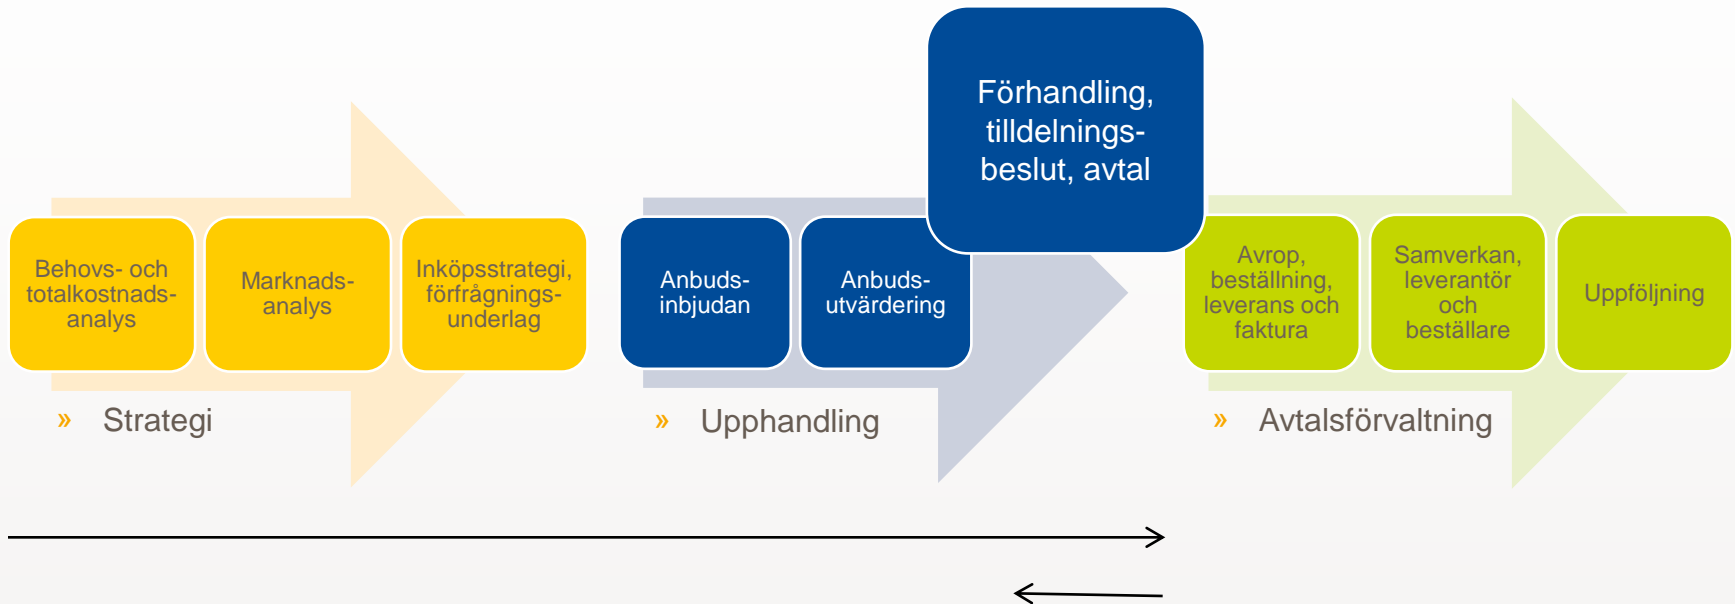 Behovs- och
totalkostnads-
analys
Marknads-
analys
Inköpsstrategi,
förfrågnings-
underlag
» Strategi
Anbuds-
inbjudan
Anbuds-
utvärdering
Förhandling,
tilldelnings-
beslut, avtal
» Upphandling
Avrop,
beställning,
leverans och
faktura
Samverkan,
leverantör
och
beställare
Uppföljning
» Avtalsförvaltning